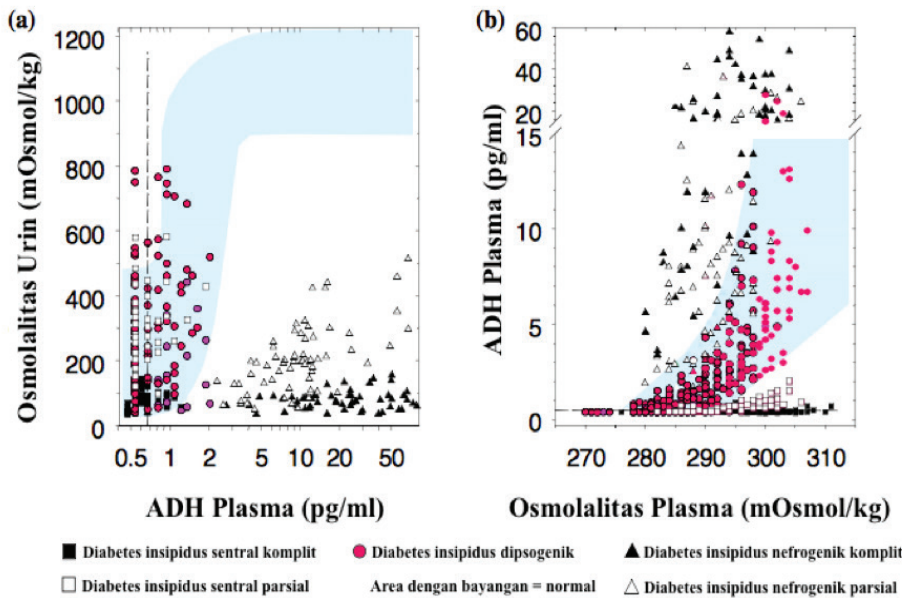 (a)
1200
1000
800
600
400
200
0
Osmolalitas Urin (mOsmol/kg)
0.5 1 2 5 10 20 50
ADH Plasma (pg/ml)
(b)
60
40
20
15
10
5
0
ADH Plasma (pg/ml)
270 280 290 300 310
Osmolalitas Plasma (mOsmol/kg)
Diabetes insipidus sentral komplit
Diabetes insipidus dipsogenik
Diabetes insipidus nefrogenik komplit
Diabetes insipidus sentral parsial
Area dengan bayangan = normal
Diabetes insipidus nefrogenik parsial